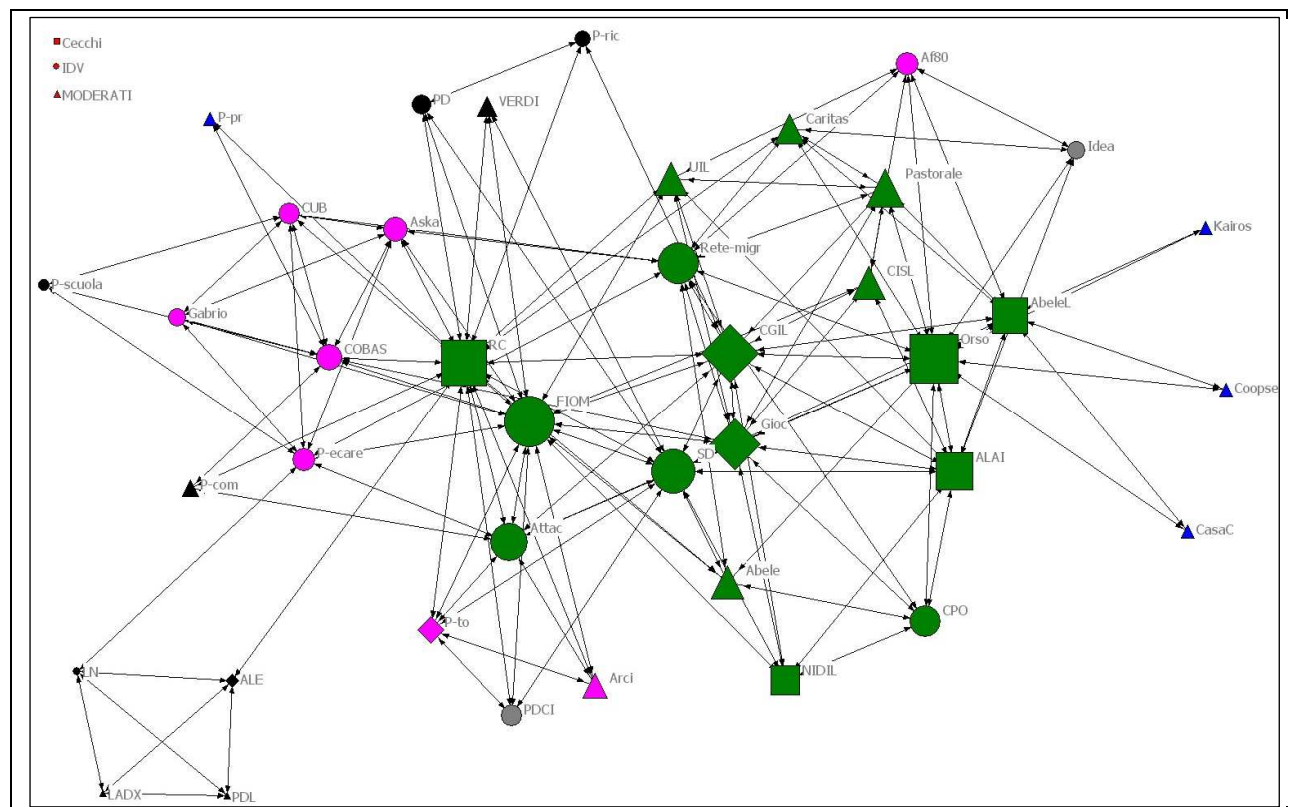 P-ric
Cecchi
Af80
IDV
PD
VERDI
MODERATI
P-pr
Caritas
Idea
UIL
Pastorale
CUB
Aska
Kairos
Rete-migr
CISL
P-scuola
AbeleL
Gabrio
CGIL
Orso
COBAS
RC
Coopse
FIOM
Gioc
P-ecare
SD
ALAI
P-com
CasaC
Attac
Abele
CPO
P-to
LN
ALE
Arci
NIDIL
PDCI
LADX
PDL